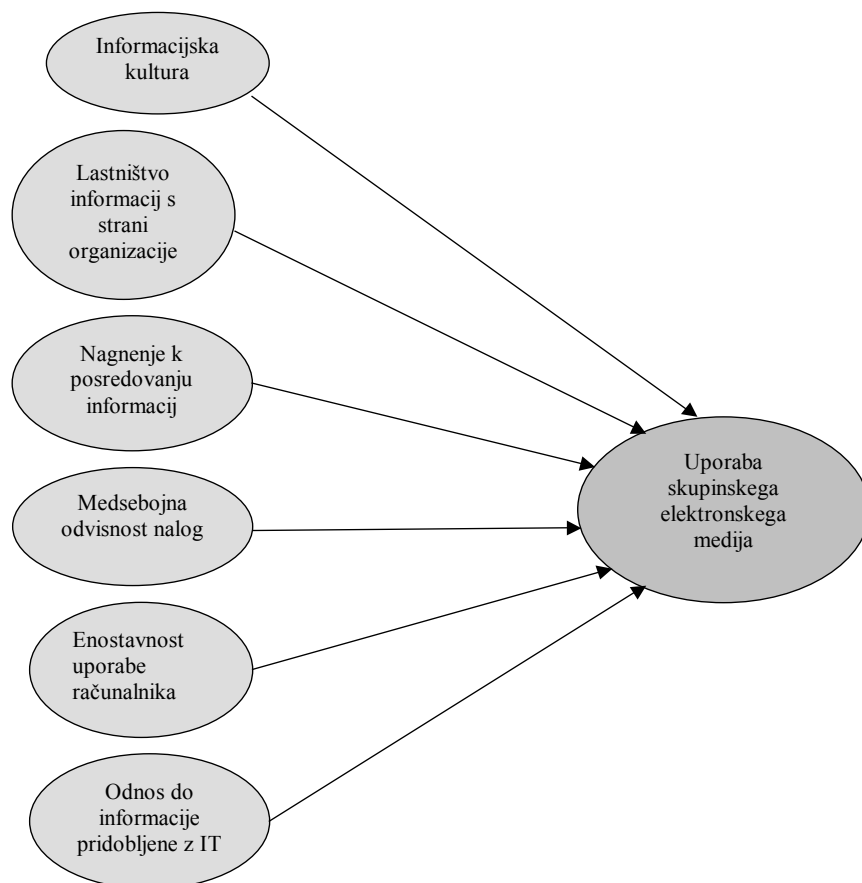 Informacijska
kultura
Lastništvo
informacij s
strani
organizacije
Nagnenje k
posredovanju
informacij
Medsebojna
odvisnost nalog
Enostavnost
uporabe
računalnika
Odnos do
informacije
pridobljene z IT
Uporaba
skupinskega
elektronskega
medija